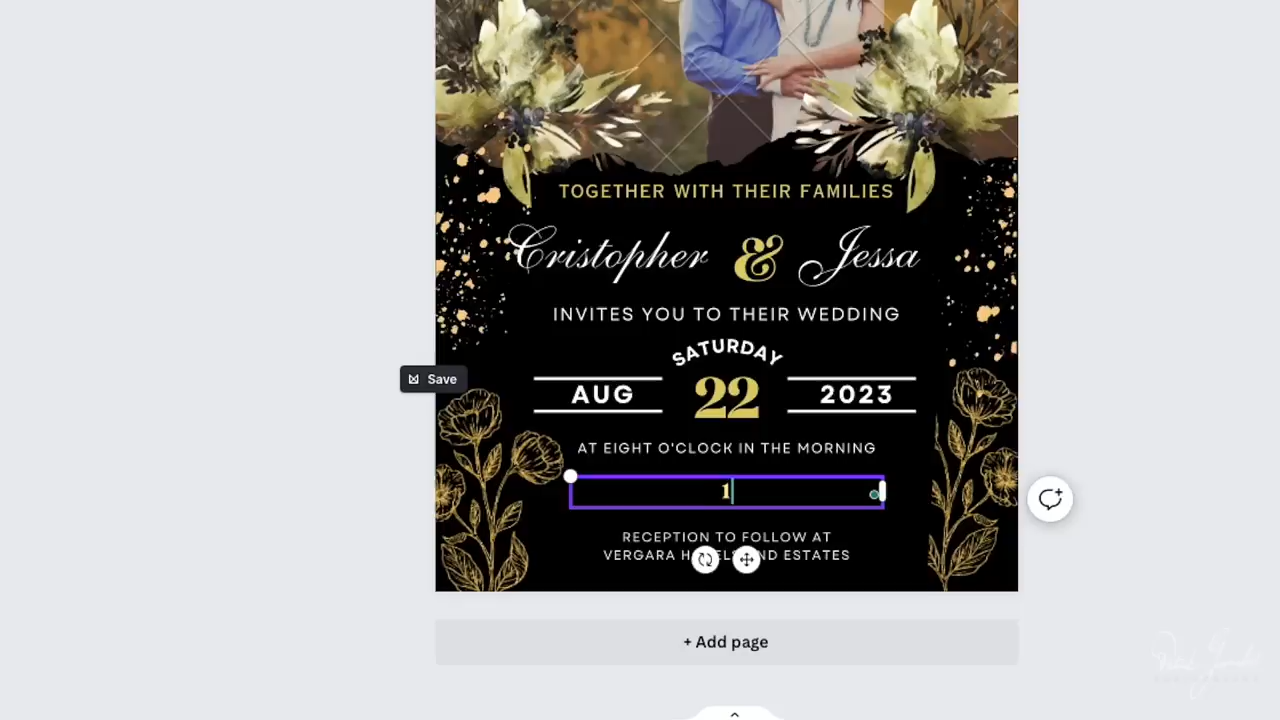 TOGETHER WITH THEIR FAMILIES
Cristopher & Jessa
INVITES YOU TO THEIR WEDDING
SATURDAY
AUG 22 2023
Save
AT EIGHT O'CLOCK IN THE MORNING
1
RECEPTION TO FOLLOW AT
VERGARA ESTATES
+ Add page